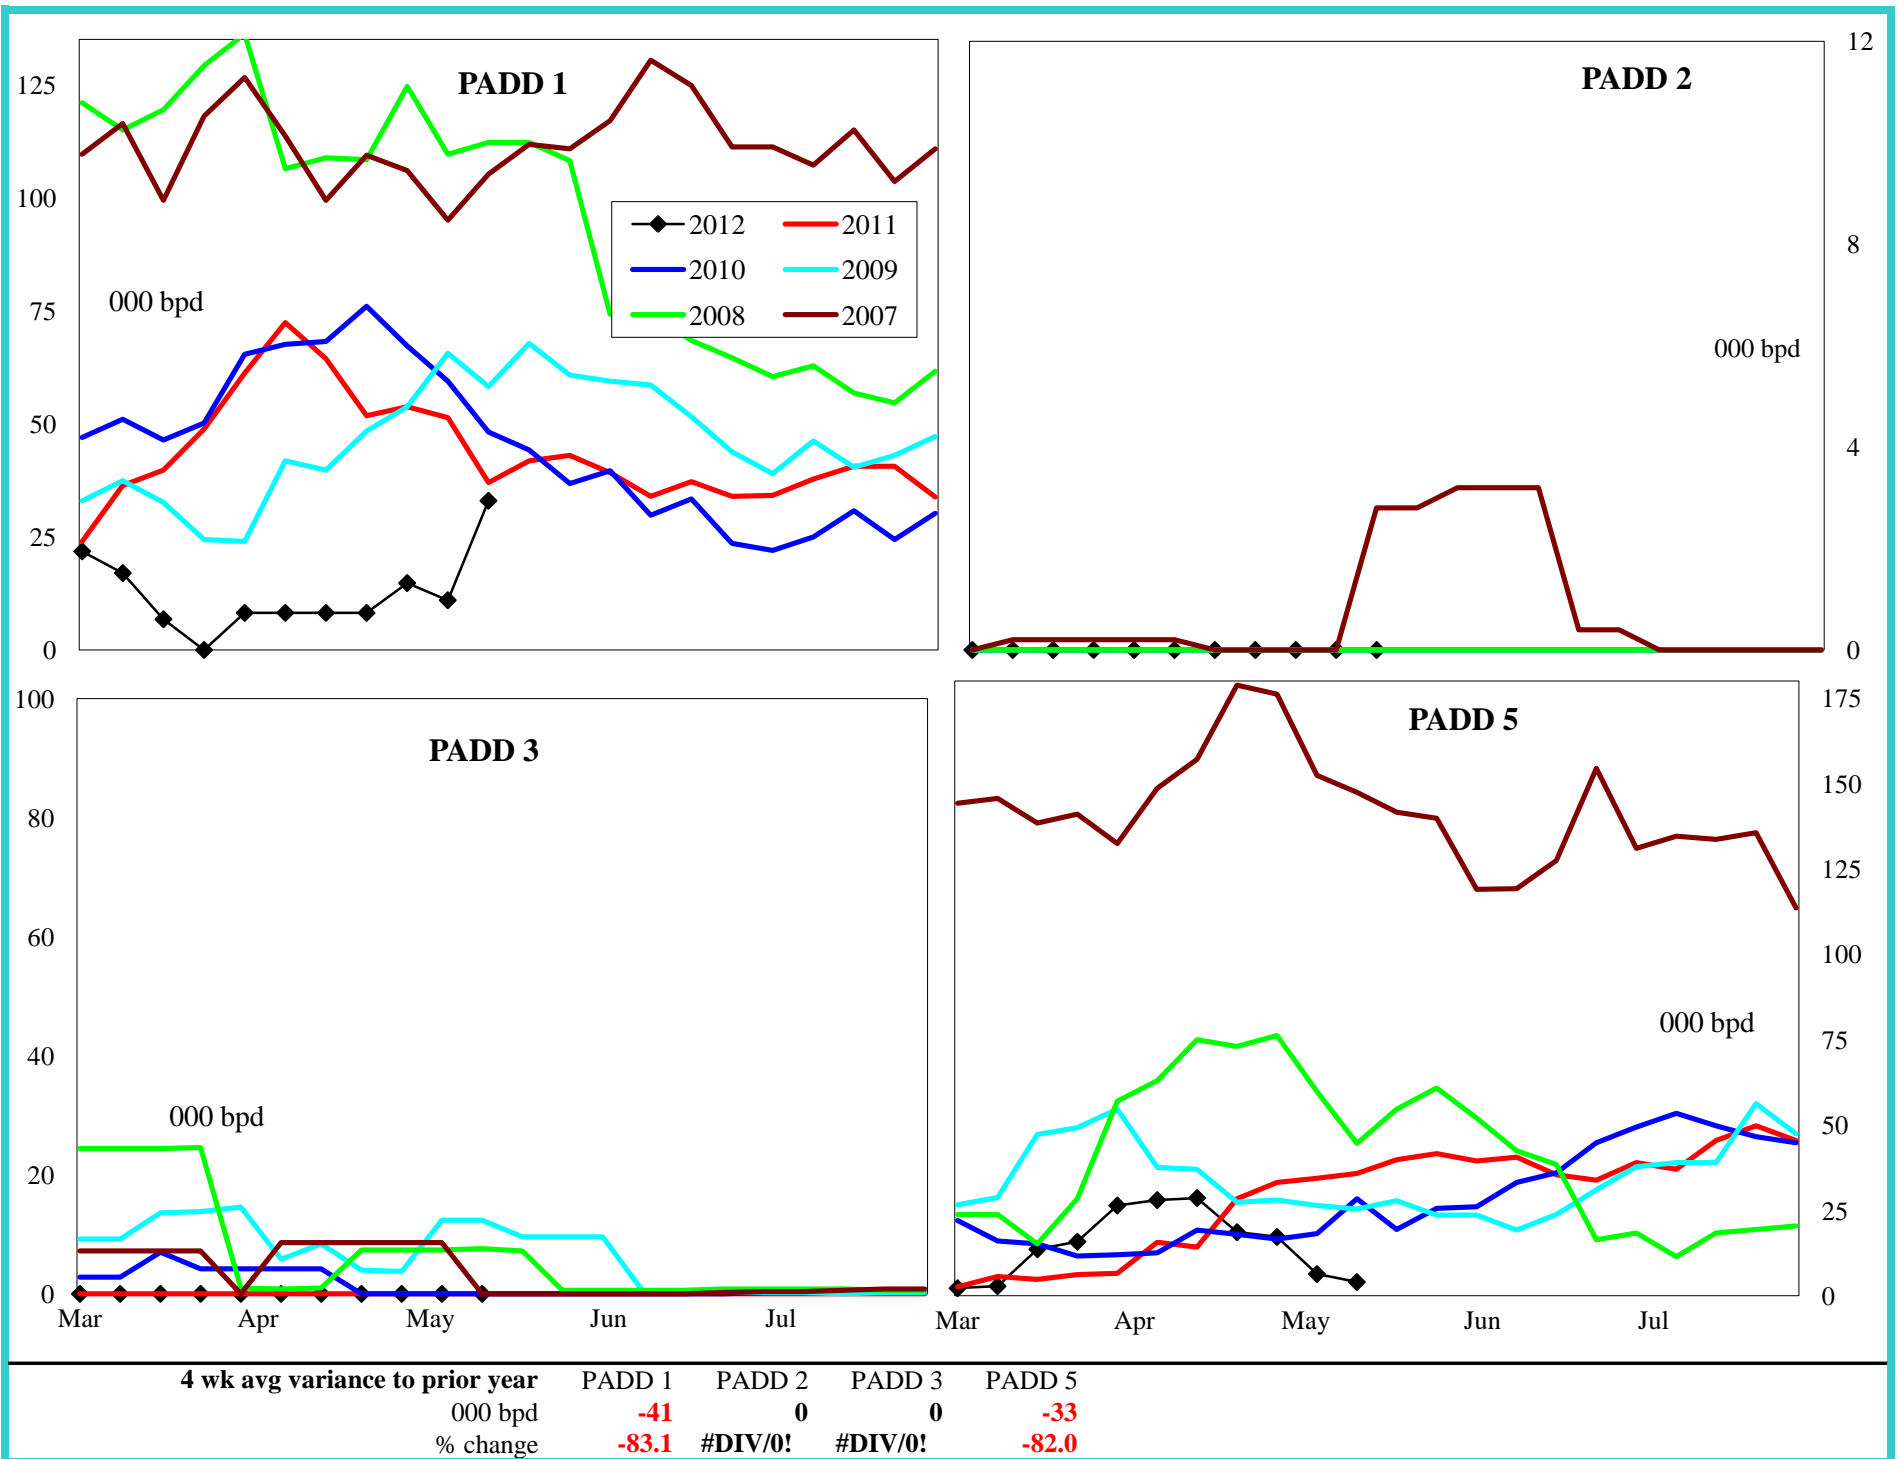 PADD 1
125
100
75
50
25
0
000 bpd
2012 2011
2010 2009
2008 2007
PADD 2
12
8
4
0
000 bpd
PADD 3
100
80
60
40
20
0
000 bpd
Mar Apr May Jun Jul
PADD 5
175
150
125
100
75
50
25
0
000 bpd
Mar Apr May Jun Jul
4 wk avg variance to prior year PADD 1 PADD 2 PADD 3 PADD 5
000 bpd -41 0 0 -33
% change -83.1 #DIV/0! #DIV/0! -82.0